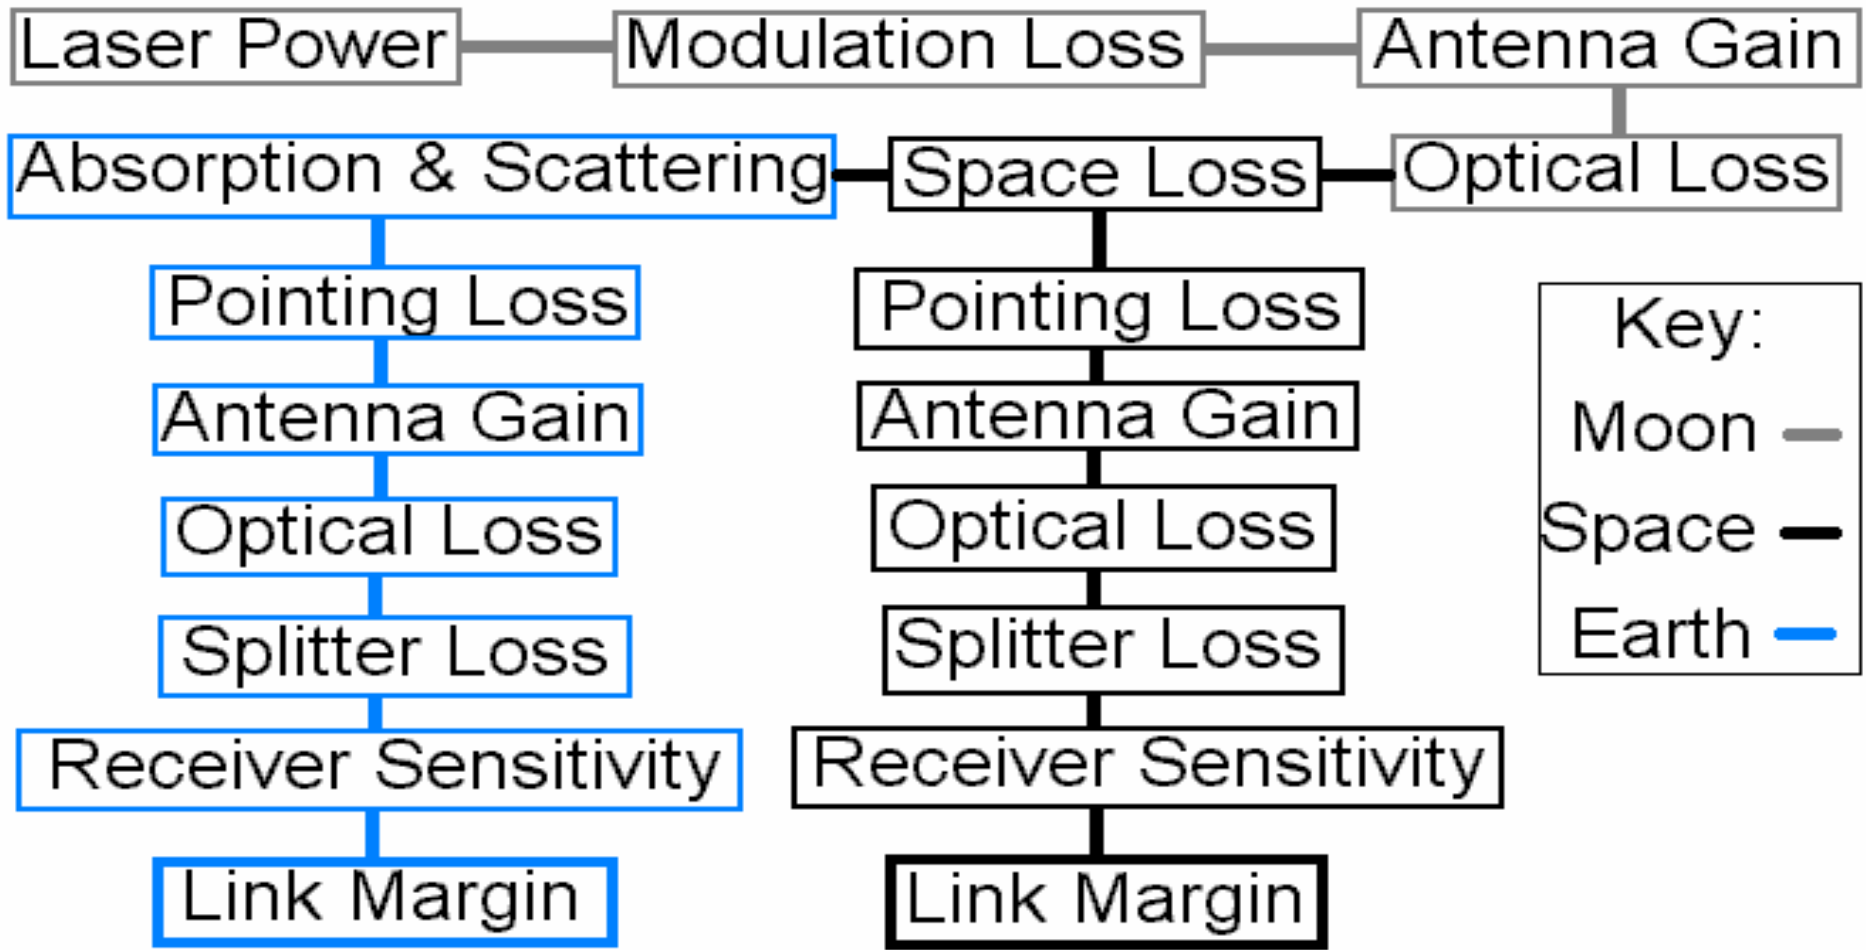 Laser Power
Modulation Loss
Antenna Gain
Absorption & Scattering
Space Loss
Optical Loss
Pointing Loss
Pointing Loss
Antenna Gain
Antenna Gain
Optical Loss
Optical Loss
Splitter Loss
Splitter Loss
Receiver Sensitivity
Receiver Sensitivity
Link Margin
Link Margin
Key:
Moon
Space
Earth